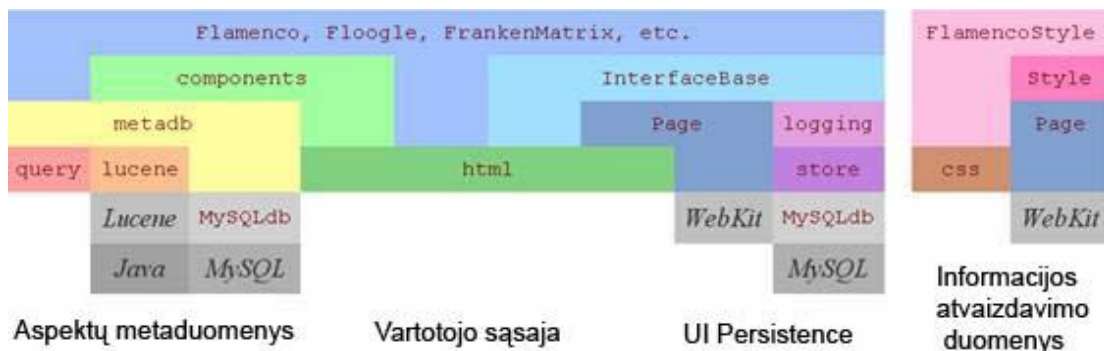 Flamenco, Floogle, FrankenMatrix, etc. FlamencoStyle
components InterfaceBase Style
metadb Page logging Page
query lucene html store css
Lucene MySQLdb WebKit MySQLdb WebKit
Java MySQL MySQL
Aspektų metaduomenys Vartotojo sąsaja UI Persistence
Informacijos
atvaizdavimo
duomenys